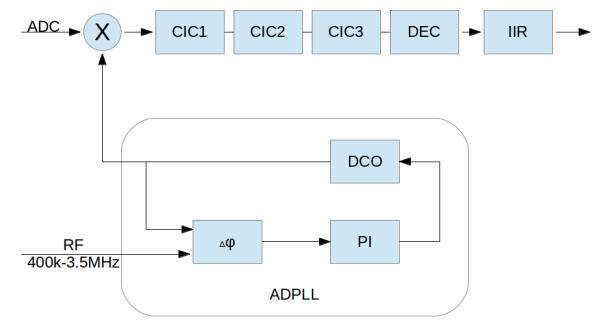 ADC
X
CIC1
CIC2
CIC3
DEC
IIR
DCO
RF
400k-3.5MHz
Δφ
PI
ADPLL